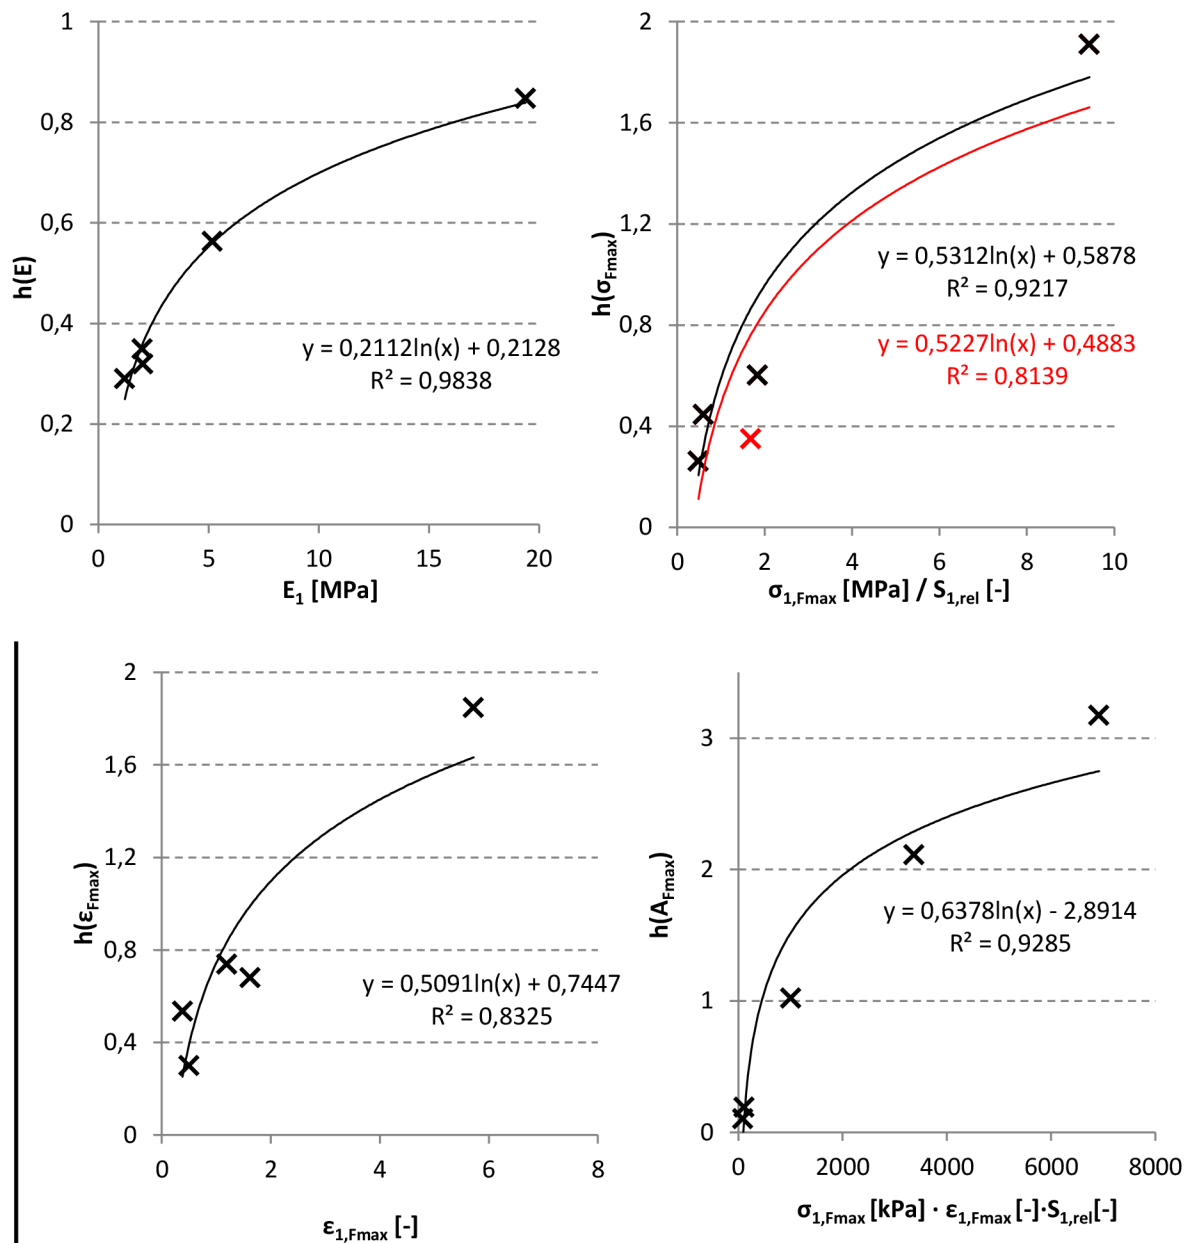 1
0,8
0,6
0,4
0,2
0
h(E)
y = 0,2112ln(x) + 0,2128
R² = 0,9838
0 5 10 15 20
E1 [MPa]
2
1,6
1,2
0,8
0,4
0
h(σFmax)
y = 0,5312ln(x) + 0,5878
R² = 0,9217
y = 0,5227ln(x) + 0,4883
R² = 0,8139
0 2 4 6 8 10
σ1,Fmax [MPa] / S1,rel [-]
2
1,6
1,2
0,8
0,4
0
h(εFmax)
y = 0,5091ln(x) + 0,7447
R² = 0,8325
0 2 4 6 8
ε1,Fmax [-]
3
2
1
0
h(AFmax)
y = 0,6378ln(x) - 2,8914
R² = 0,9285
0 2000 4000 6000 8000
σ1,Fmax [kPa] · ε1,Fmax [-]·S1,rel[-]